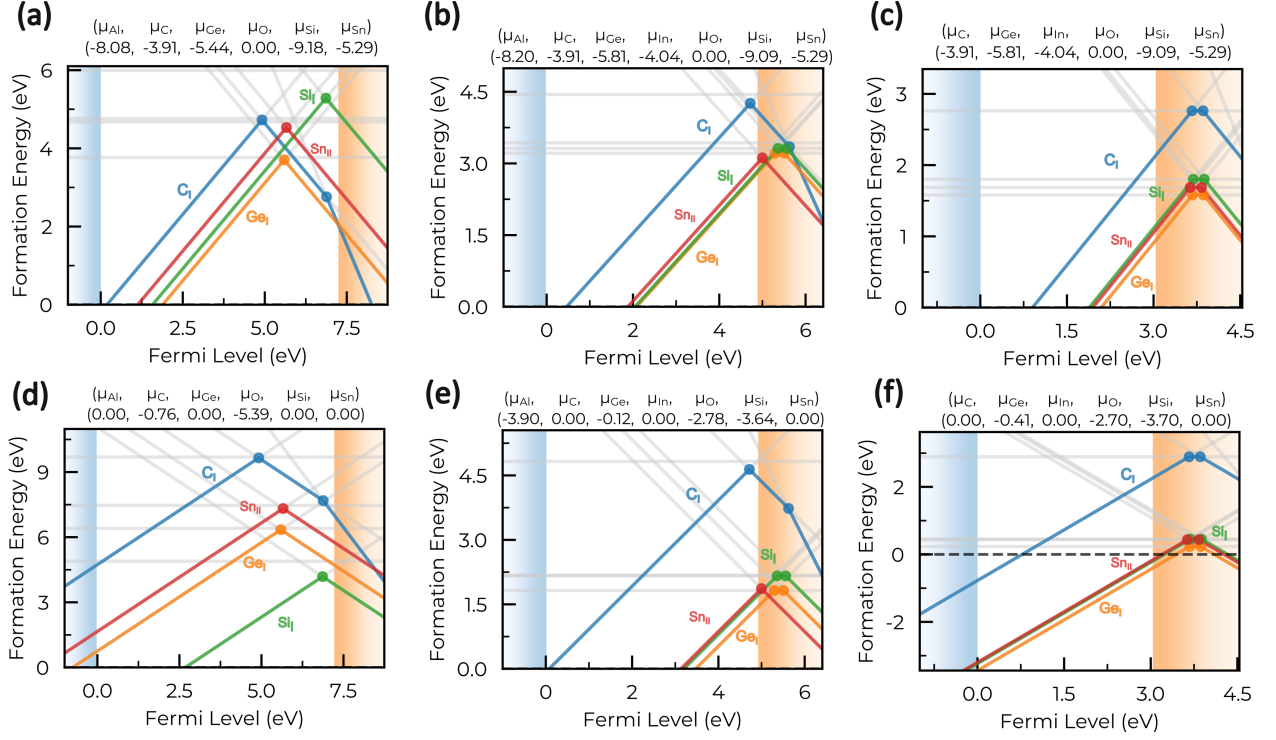 (a)
(μAl, μC, μGe, μO, μSi, μSn)
-8.08, -3.91, -5.44, 0.00, -9.18, -5.29)
Formation Energy (eV)
6
4
2
0
CI
SnII
SiI
GeI
0.0 2.5 5.0 7.5
Fermi Level (eV)
(b)
(μAl, μC, μGe, μIn, μO, μSi, μSn)
(-8.20, -3.91, -5.81, -4.04, 0.00, -9.09, -5.29)
Formation Energy (eV)
4.5
3.0
1.5
0.0
CI
SiI
SnII
GeI
0 2 4 6
Fermi Level (eV)
(c)
(μC, μGe, μIn, μO, μSi, μSn)
(-3.91, -5.81, -4.04, 0.00, -9.09, -5.29)
Formation Energy (eV)
3
2
1
0
CI
SiI
SnII
GeI
0.0 1.5 3.0 4.5
Fermi Level (eV)
(d)
(μAl, μC, μGe, μO, μSi, μSn)
(0.00, -0.76, 0.00, -5.39, 0.00, 0.00)
Formation Energy (eV)
9
6
3
0
CI
SnII
GeI
SiI
0.0 2.5 5.0 7.5
Fermi Level (eV)
(e)
(μAl, μC, μGe, μIn, μO, μSi, μSn)
(-3.90, 0.00, -0.12, 0.00, -2.78, -3.64, 0.00)
Formation Energy (eV)
4.5
3.0
1.5
0.0
CI
SiI
SnII
GeI
0 2 4 6
Fermi Level (eV)
(f)
(μC, μGe, μIn, μO, μSi, μSn)
(0.00, -0.41, 0.00, -2.70, -3.70, 0.00)
Formation Energy (eV)
2
0
-2
CI
SiI
SnII
GeI
0.0 1.5 3.0 4.5
Fermi Level (eV)